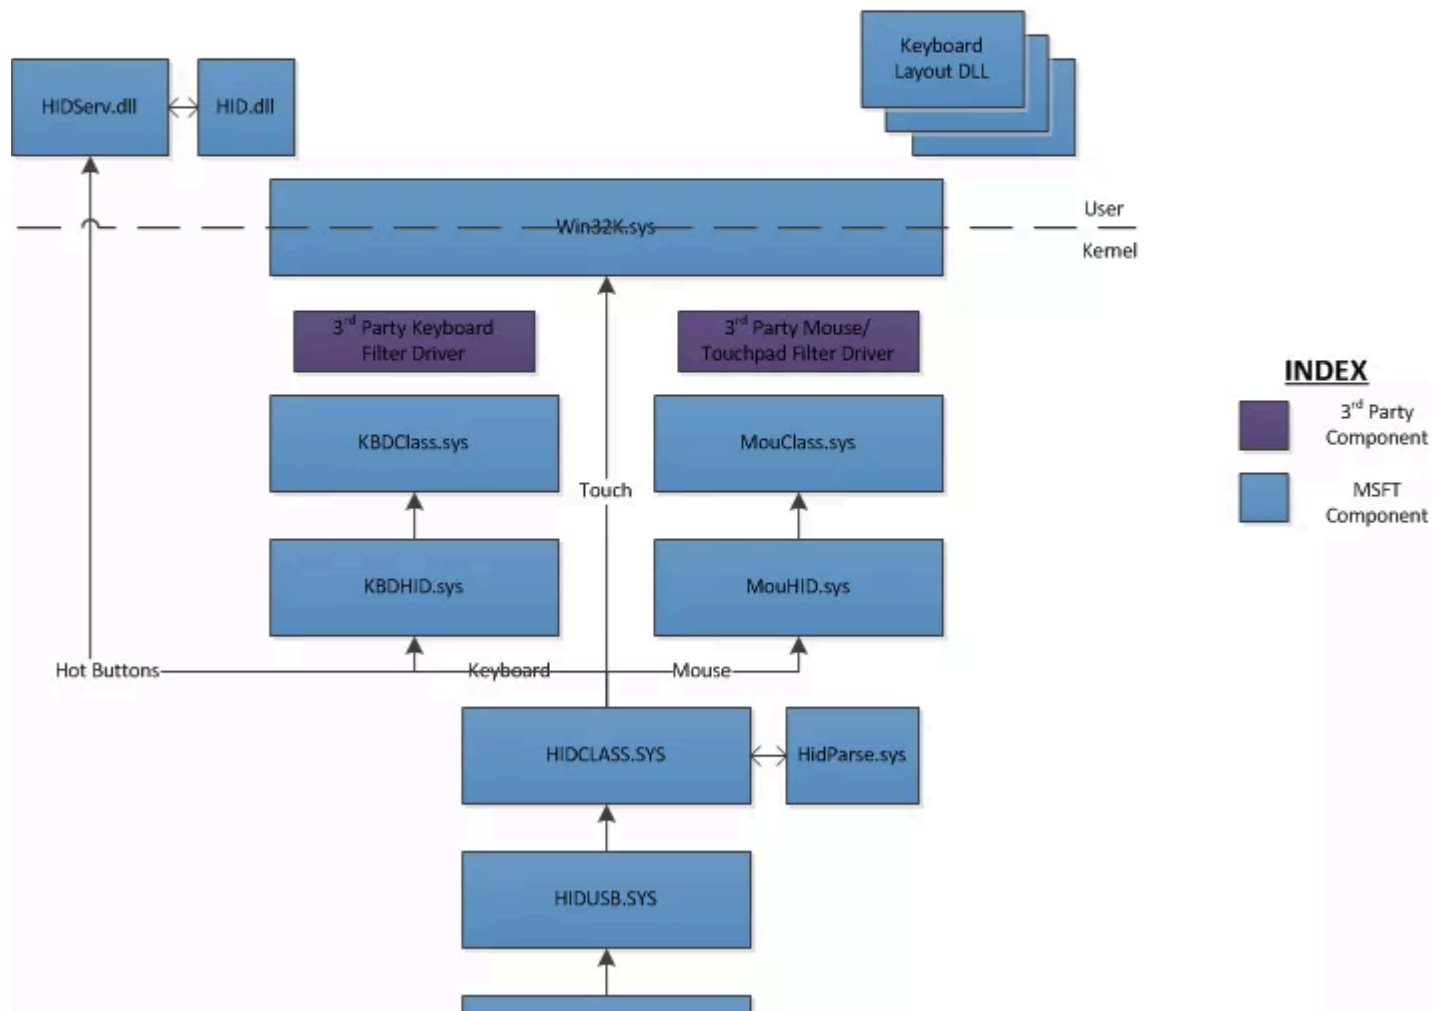 Keyboard
Layout DLL
HIDServ.dll
HID.dll
User
Win32K.sys
Kernel
3rd Party Keyboard
Filter Driver
3rd Party Mouse/
Touchpad Filter Driver
INDEX
3rd Party
Component
KBDClass.sys
MouClass.sys
Touch
MSFT
Component
KBDHID.sys
MouHID.sys
Hot Buttons
Keyboard
Mouse
HIDCLASS.SYS
HidParse.sys
HIDUSB.SYS